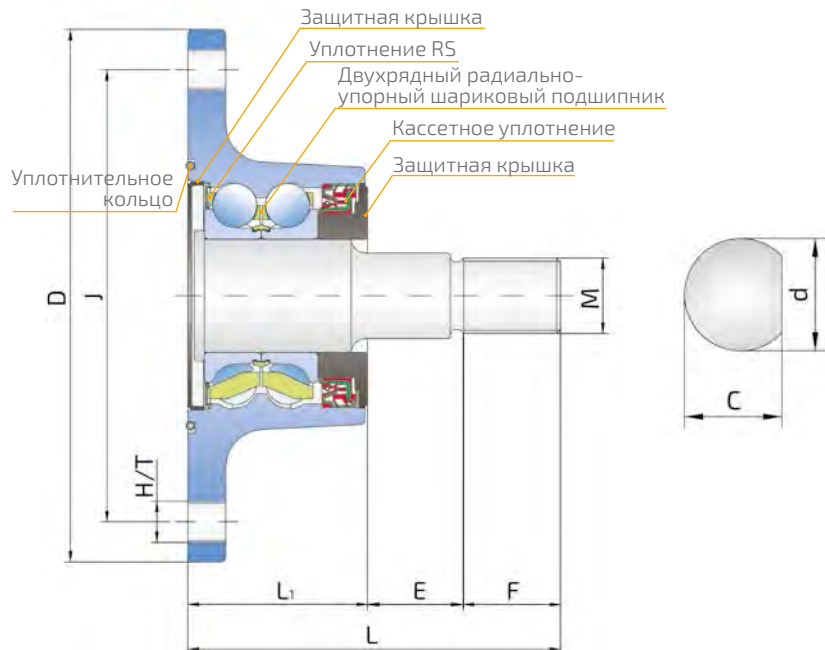 Защитная крышка
Уплотнение RS
Двухрядный радиально-
упорный шариковый подшипник
Кассетное уплотнение
Защитная крышка
Уплотнительное
кольцо
D
J
M
d
C
H/T
L₁
E
F
L